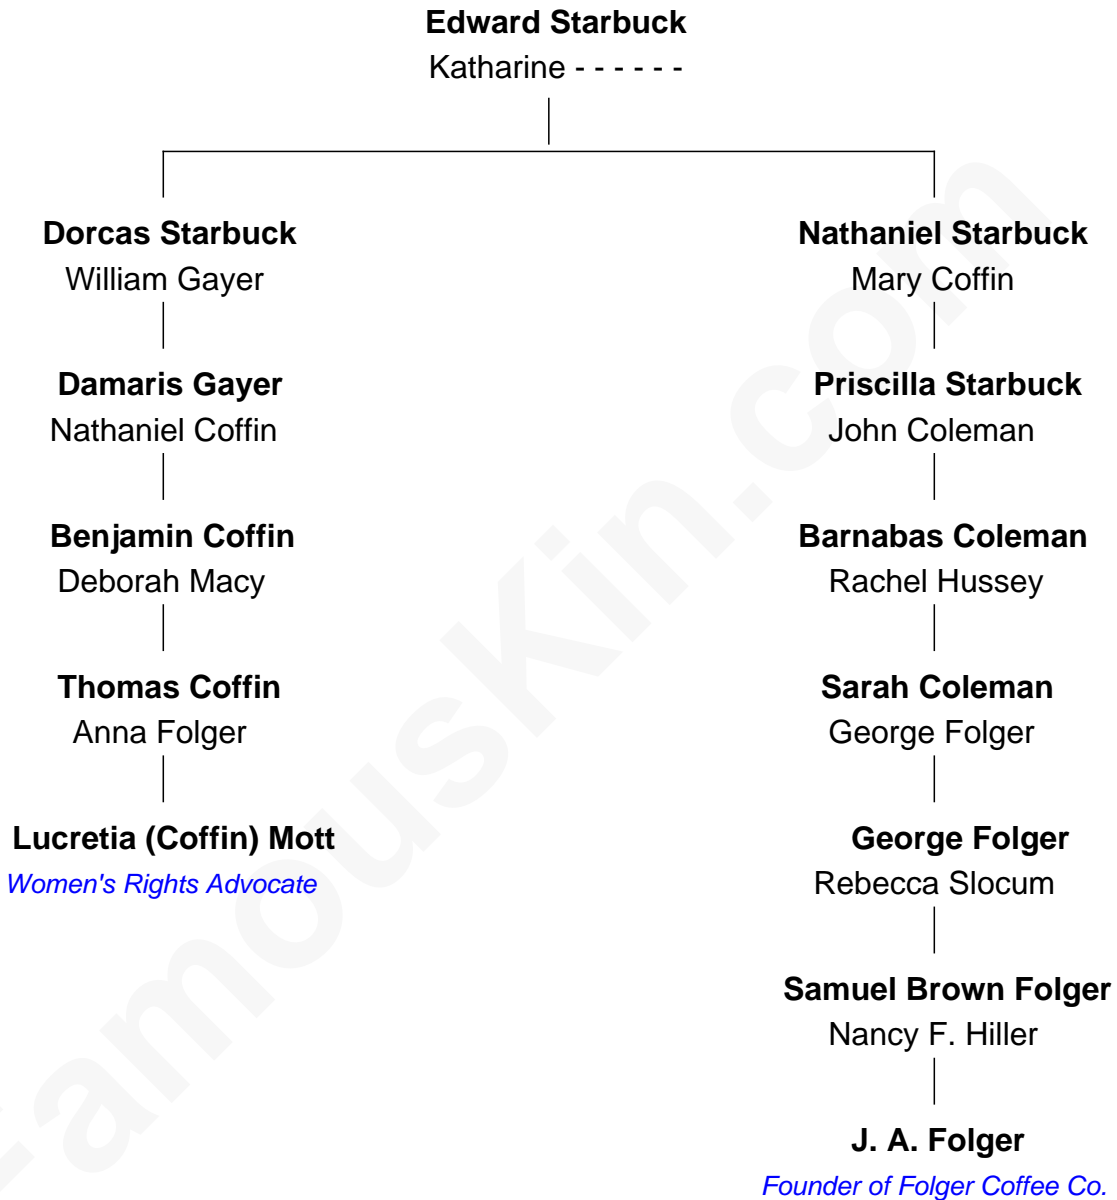 Edward Starbuck
Katharine - - - - - -
Dorcas Starbuck
William Gayer
Nathaniel Starbuck
Mary Coffin
Damaris Gayer
Nathaniel Coffin
Priscilla Starbuck
John Coleman
Benjamin Coffin
Deborah Macy
Barnabas Coleman
Rachel Hussey
Thomas Coffin
Anna Folger
Sarah Coleman
George Folger
Lucretia (Coffin) Mott
Women's Rights Advocate
George Folger
Rebecca Slocum
Samuel Brown Folger
Nancy F. Hiller
J. A. Folger
Founder of Folger Coffee Co.
FamousKin.com